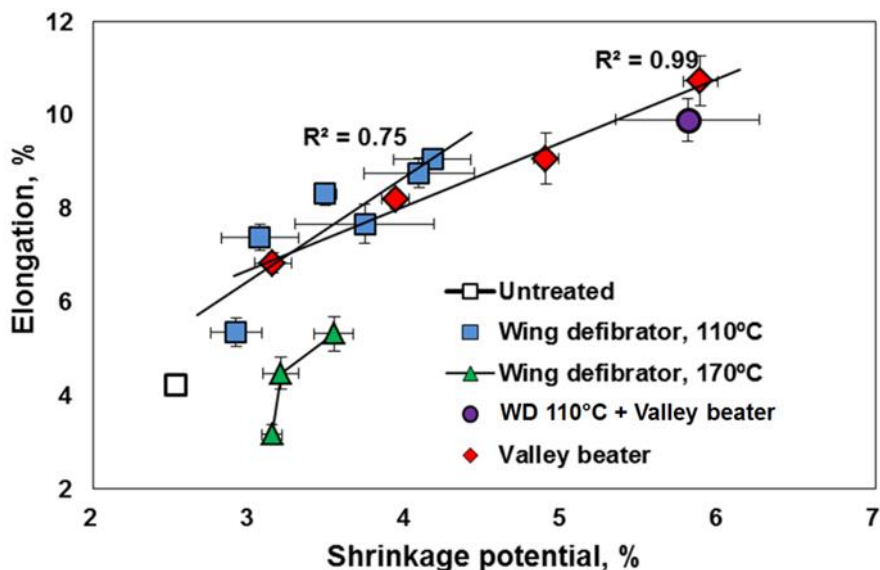 12
10
8
6
4
2
Elongation, %
R² = 0.99
R² = 0.75
Untreated
Wing defibrator, 110ºC
Wing defibrator, 170ºC
WD 110°C + Valley beater
Valley beater
2 3 4 5 6 7
Shrinkage potential, %